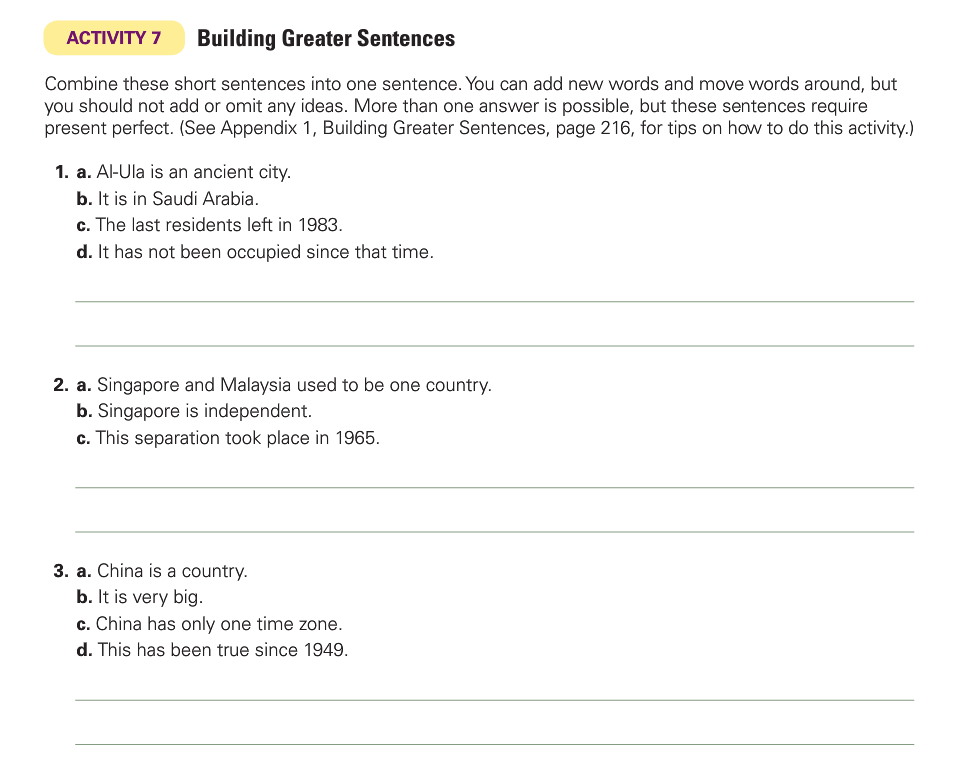 ACTIVITY 7 Building Greater Sentences
Combine these short sentences into one sentence. You can add new words and move words around, but
you should not add or omit any ideas. More than one answer is possible, but these sentences require
present perfect. (See Appendix 1, Building Greater Sentences, page 216, for tips on how to do this activity.)
1. a. Al-Ula is an ancient city.
b. It is in Saudi Arabia.
c. The last residents left in 1983.
d. It has not been occupied since that time.
2. a. Singapore and Malaysia used to be one country.
b. Singapore is independent.
c. This separation took place in 1965.
3. a. China is a country.
b. It is very big.
c. China has only one time zone.
d. This has been true since 1949.